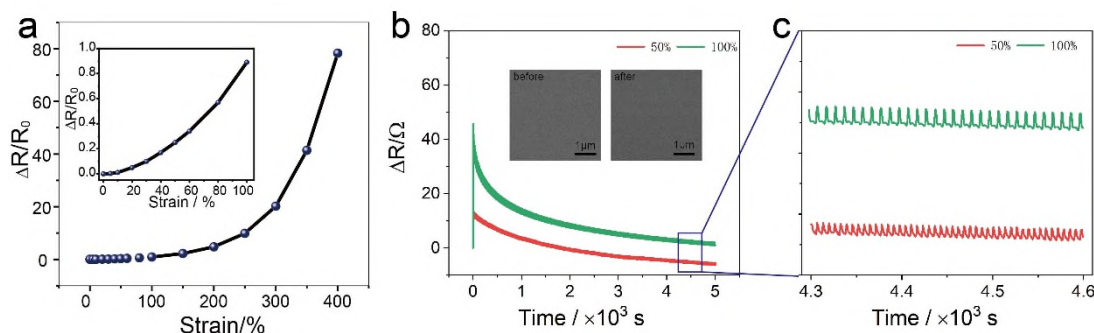 a
80
60
40
20
0
ΔR/R0
0
100
200
300
400
Strain/%
1.0
0.8
0.6
0.4
0.2
0.0
ΔR/R0
0
20
40
60
80
100
Strain / %
b
50%
100%
60
40
20
0
ΔR/Ω
before
1μm
after
1μm
0
1
2
3
4
5
Time / ×10³ s
c
50%
100%
4.3
4.4
4.5
4.6
Time / ×10³ s